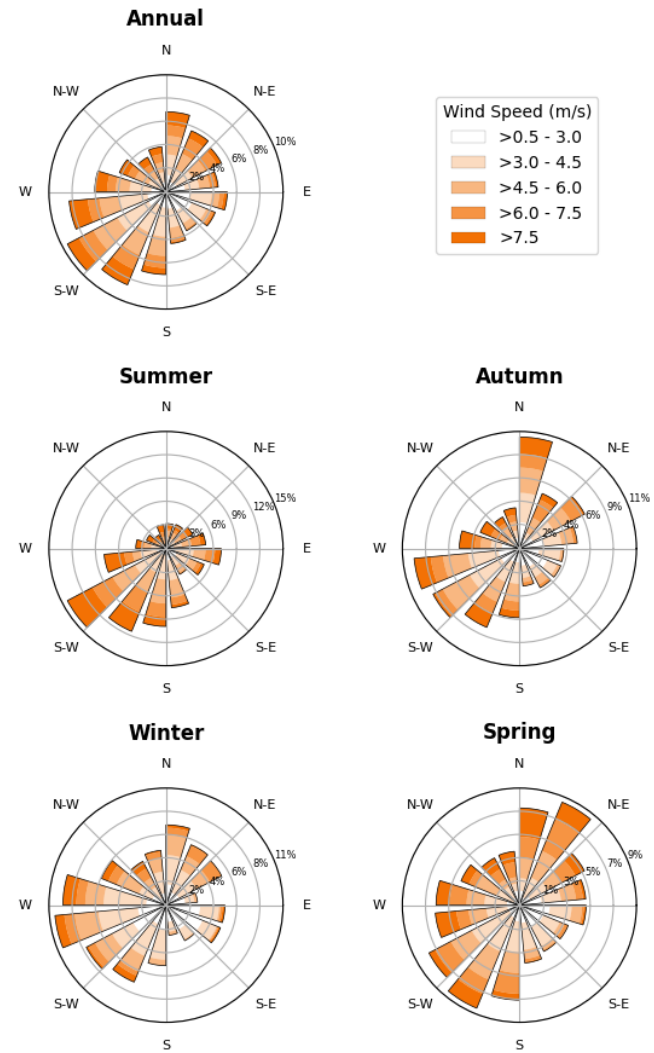 Annual
N
N-W
N-E
10%
8%
6%
4%
2%
W
E
S-W
S-E
S
Wind Speed (m/s)
>0.5 - 3.0
>3.0 - 4.5
>4.5 - 6.0
>6.0 - 7.5
>7.5
Summer
N
N-W
N-E
15%
12%
9%
6%
3%
W
E
S-W
S-E
S
Autumn
N
N-W
N-E
11%
9%
6%
4%
2%
W
E
S-W
S-E
S
Winter
N
N-W
N-E
11%
8%
6%
4%
2%
W
E
S-W
S-E
S
Spring
N
N-W
N-E
9%
7%
5%
3%
1%
W
E
S-W
S-E
S